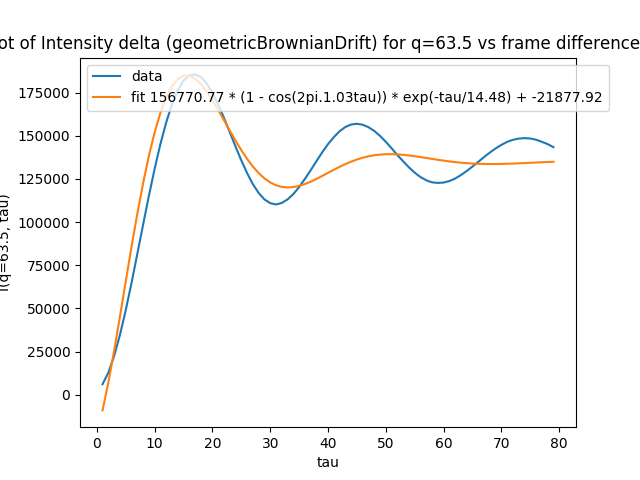 ot of Intensity delta (geometricBrownianDrift) for q=63.5 vs frame difference
data
fit 156770.77 * (1 - cos(2pi.1.03tau)) * exp(-tau/14.48) + -21877.92
175000
150000
125000
100000
75000
50000
25000
0
I(q=63.5, tau)
0 10 20 30 40 50 60 70 80
tau